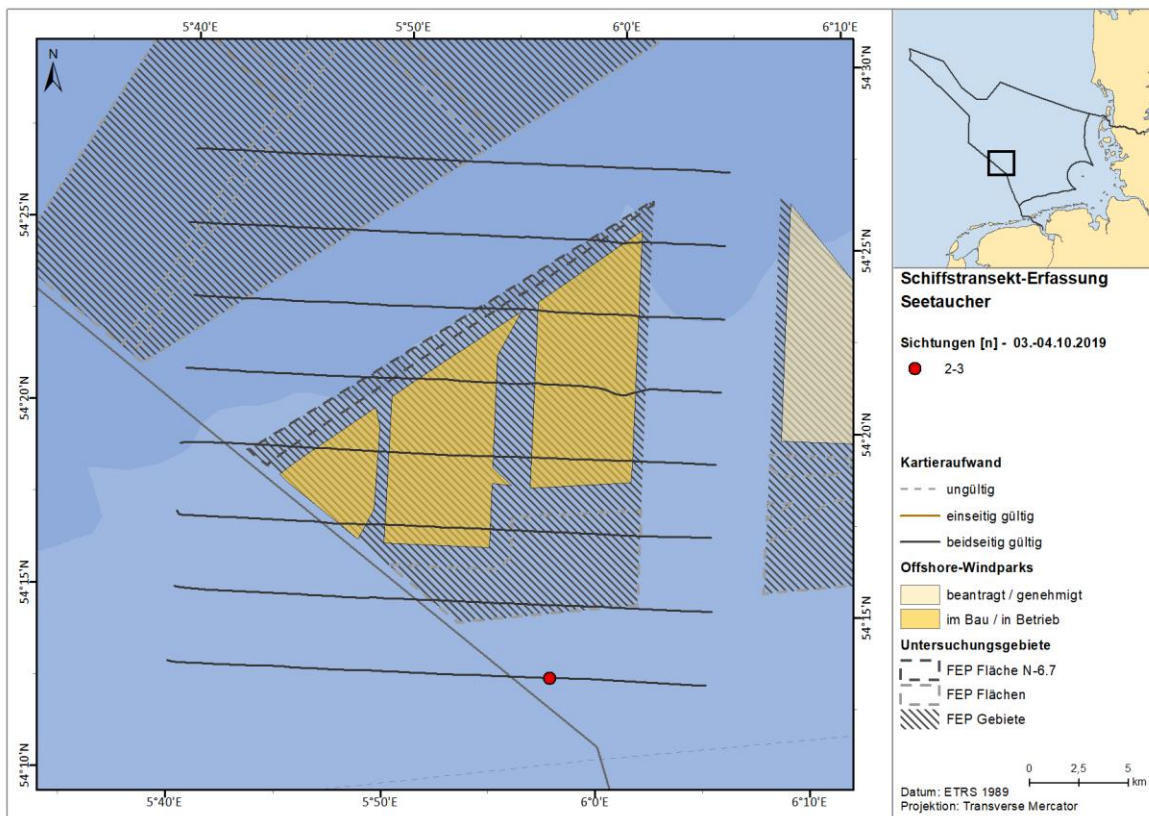 5°40'E 5°50'E 6°0'E 6°10'E
N
54°30'N
54°25'N
54°25'N
54°20'N
54°20'N
54°15'N
54°15'N
54°10'N
5°40'E 5°50'E 6°0'E 6°10'E
Schiffstransekt-Erfassung
Seetaucher
Sichtungen [n] - 03.-04.10.2019
2-3
Kartieraufwand
ungültig
einseitig gültig
beidseitig gültig
Offshore-Windparks
beantragt / genehmigt
im Bau / in Betrieb
Untersuchungsgebiete
FEP Fläche N-6.7
FEP Flächen
FEP Gebiete
0 2,5 5
km
Datum: ETRS 1989
Projektion: Transverse Mercator